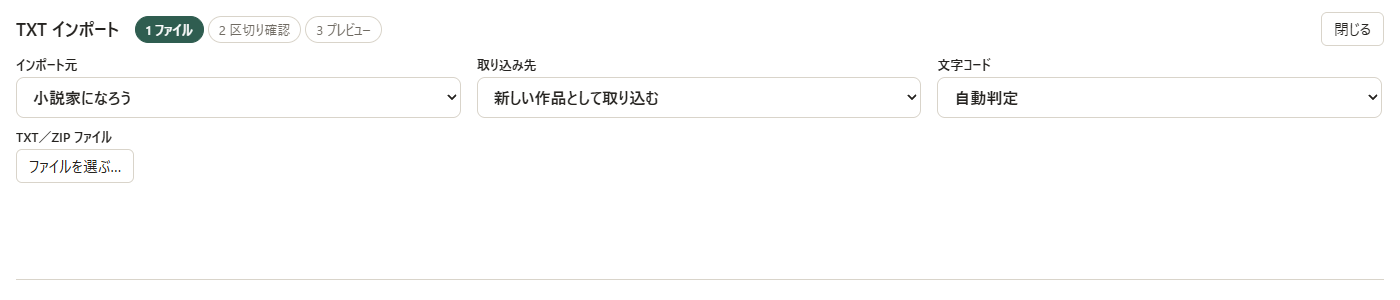 TXT インポート 1 ファイル 2 区切り確認 3 プレビュー 閉じる
インポート元 取り込み先 文字コード
小説家になろう 新しい作品として取り込む 自動判定
TXT／ZIP ファイル
ファイルを選ぶ...